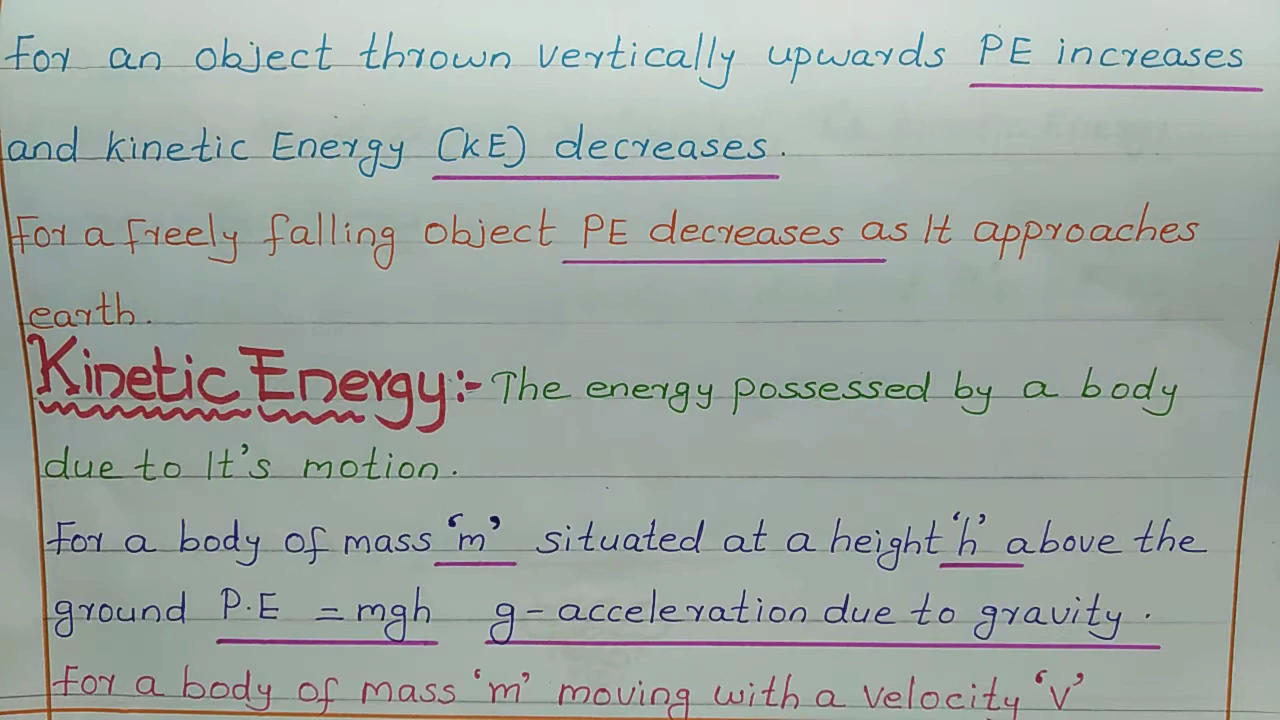 For an object thrown vertically upwards PE increases
and kinetic Energy (KE) decreases.
For a freely falling object PE decreases as It approaches
earth.
Kinetic Energy:- The energy possessed by a body
due to It's motion.
For a body of mass 'm' situated at a height 'h' above the
ground P.E = mgh g-acceleration due to gravity.
For a body of mass 'm' moving with a velocity 'v'